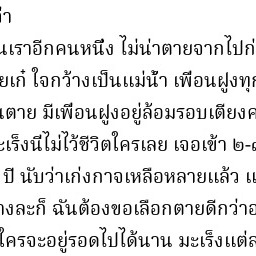 ว่า
นเราอีกคนหนึ่ง ไม่น่าตายจากไปก่
ยเก๋ ใจกว้างเป็นแม่น้ำ เพื่อนฝูงทุก
นตาย มีเพื่อนฝูงอยู่ล้อมรอบเตียงค
ะเร็งนี่ไม่ไว้ชีวิตใครเลย เจอเข้า ๒-๓
ปี นับว่าเก่งกาจเหลือหลายแล้ว แ
างละก็ ฉันต้องขอเลือกตายดีกว่าอ
ใครจะอยู่รอดไปได้นาน มะเร็งแต่ล